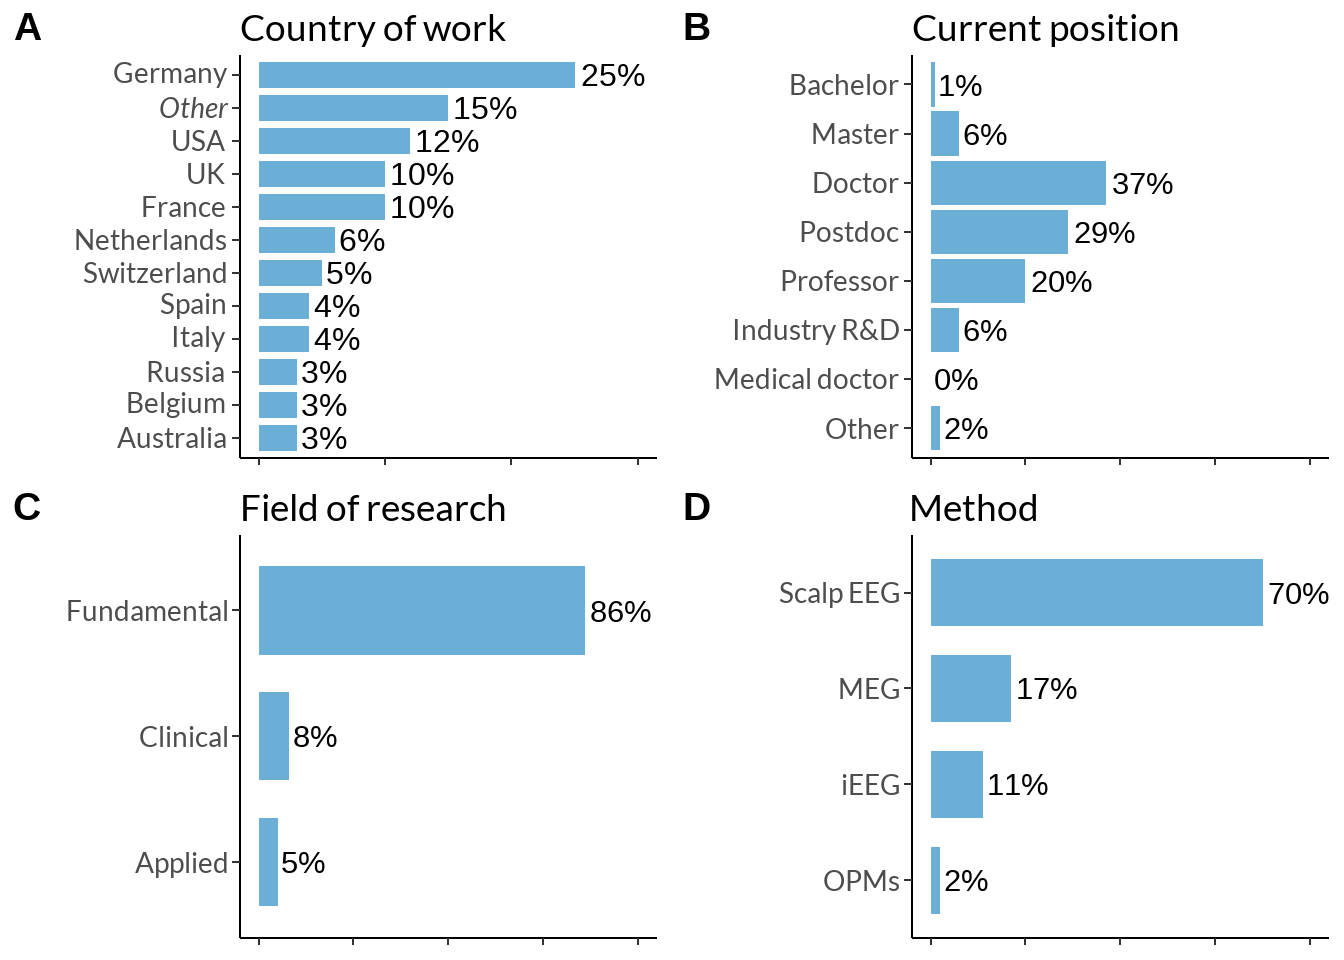 A Country of work
Germany 25%
Other 15%
USA 12%
UK 10%
France 10%
Netherlands 6%
Switzerland 5%
Spain 4%
Italy 4%
Russia 3%
Belgium 3%
Australia 3%
B Current position
Bachelor 1%
Master 6%
Doctor 37%
Postdoc 29%
Professor 20%
Industry R&D 6%
Medical doctor 0%
Other 2%
C Field of research
Fundamental 86%
Clinical 8%
Applied 5%
D Method
Scalp EEG 70%
MEG 17%
iEEG 11%
OPMs 2%